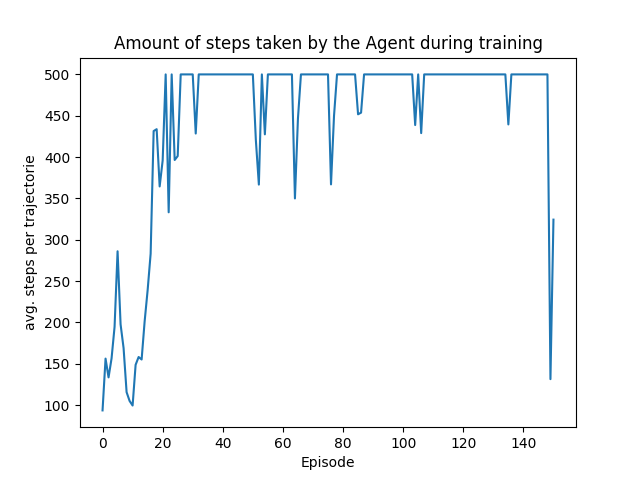 Amount of steps taken by the Agent during training
avg. steps per trajectorie
500
450
400
350
300
250
200
150
100
0 20 40 60 80 100 120 140
Episode